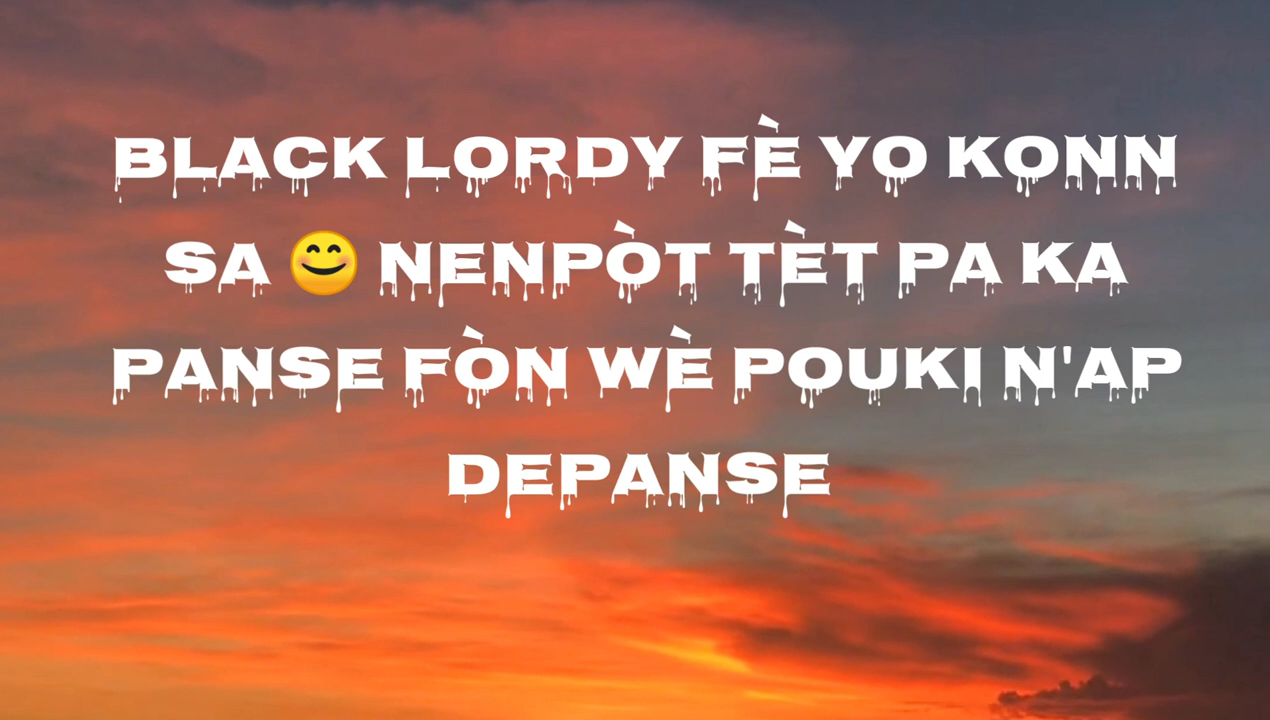 BLACK LORDY FÈ YO KONN
SA 😊 NENPÒT TÈT PA KA
PANSE FÒN WÈ POUKI N'AP
DEPANSE